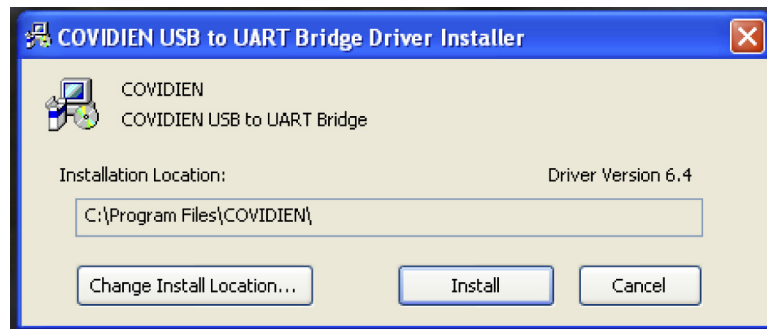 COVIDIEN USB to UART Bridge Driver Installer
COVIDIEN
COVIDIEN USB to UART Bridge
Installation Location: Driver Version 6.4
C:\Program Files\COVIDIEN\
Change Install Location... Install Cancel